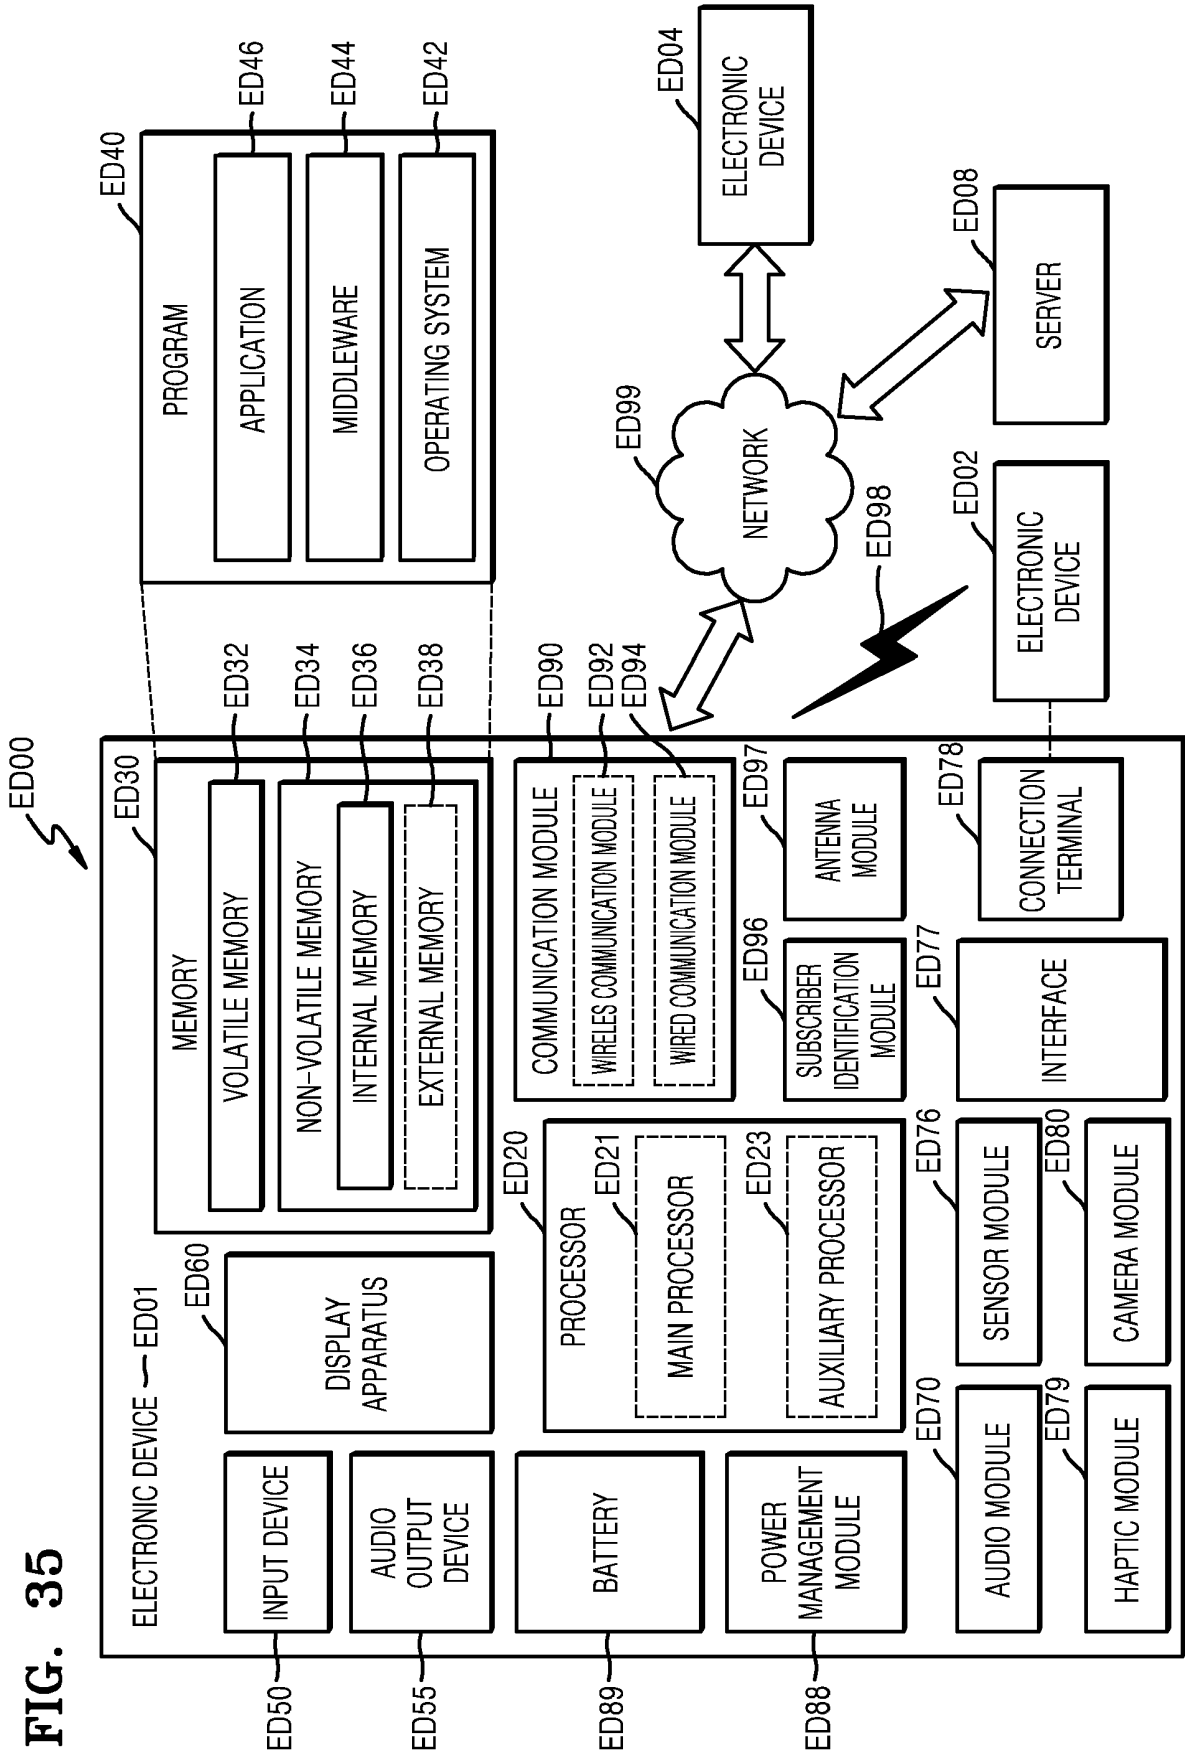 FIG. 35
ED00
ELECTRONIC DEVICE
ED01
ED50
INPUT DEVICE
ED55
AUDIO
OUTPUT
DEVICE
ED60
DISPLAY
APPARATUS
ED30
MEMORY
VOLATILE MEMORY
ED32
NON-VOLATILE MEMORY
ED34
INTERNAL MEMORY
ED36
EXTERNAL MEMORY
ED38
ED40
PROGRAM
APPLICATION
ED46
MIDDLEWARE
ED44
OPERATING SYSTEM
ED42
ED89
BATTERY
ED88
POWER
MANAGEMENT
MODULE
ED20
PROCESSOR
ED21
MAIN PROCESSOR
ED23
AUXILIARY PROCESSOR
COMMUNICATION MODULE
ED90
WIRELES COMMUNICATION MODULE
ED92
WIRED COMMUNICATION MODULE
ED94
ED96
SUBSCRIBER
IDENTIFICATION
MODULE
ED97
ANTENNA
MODULE
ED70
AUDIO MODULE
ED76
SENSOR MODULE
ED77
INTERFACE
ED78
CONNECTION
TERMINAL
ED79
HAPTIC MODULE
ED80
CAMERA MODULE
ED99
NETWORK
ED98
ED04
ELECTRONIC
DEVICE
ED02
ELECTRONIC
DEVICE
ED08
SERVER